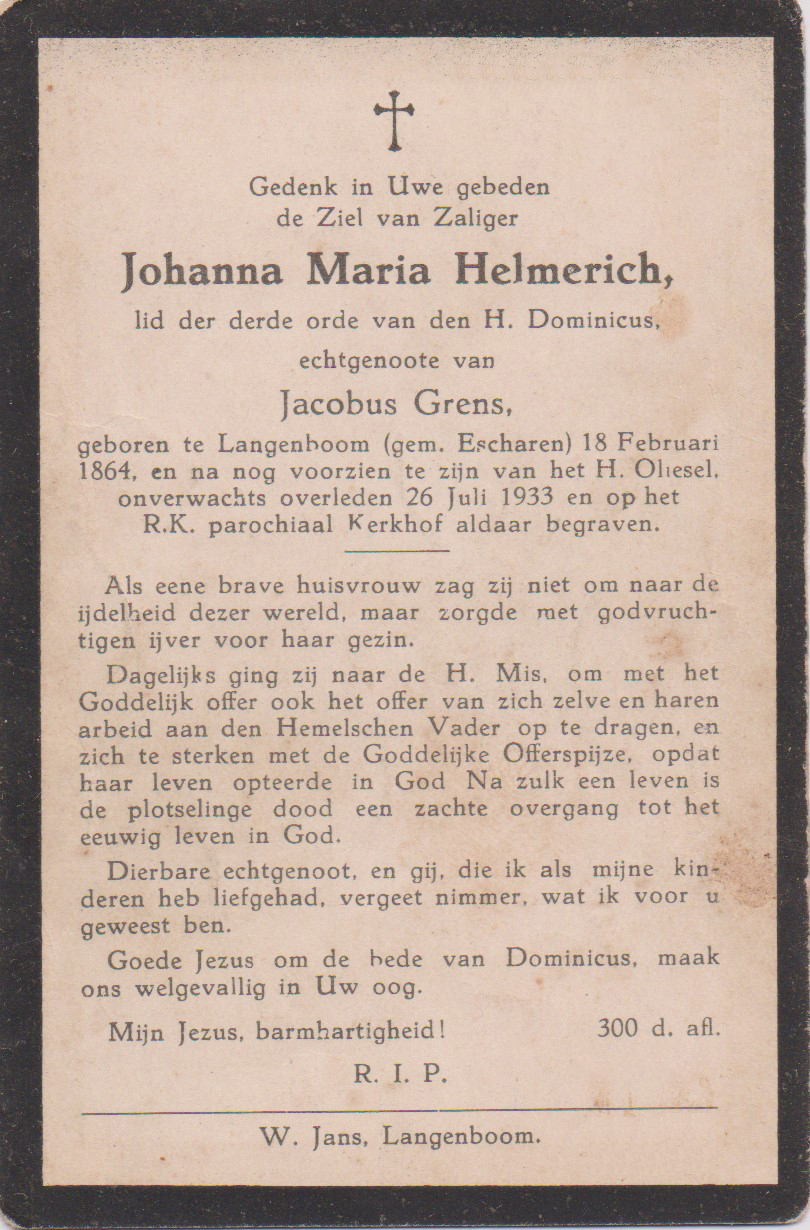 Gedenk in Uwe gebeden
de Ziel van Zaliger
Johanna Maria Helmerich,
lid der derde orde van den H. Dominicus,
echtgenoote van
Jacobus Grens,
geboren te Langenboom (gem. Escharen) 18 Februari
1864, en na nog voorzien te zijn van het H. Oliesel,
onverwachts overleden 26 Juli 1933 en op het
R.K. parochiaal Kerkhof aldaar begraven.
Als eene brave huisvrouw zag zij niet om naar de
ijdelheid dezer wereld, maar zorgde met godvruch-
tigen ijver voor haar gezin.
Dagelijks ging zij naar de H. Mis, om met het
Goddelijk offer ook het offer van zich zelve en haren
arbeid aan den Hemelschen Vader op te dragen, en
zich te sterken met de Goddelijke Offerspijze, opdat
haar leven opteerde in God Na zulk een leven is
de plotselinge dood een zachte overgang tot het
eeuwig leven in God.
Dierbare echtgenoot, en gij, die ik als mijne kin-
deren heb liefgehad, vergeet nimmer, wat ik voor u
geweest ben.
Goede Jezus om de bede van Dominicus, maak
ons welgevallig in Uw oog.
Mijn Jezus, barmhartigheid! 300 d. afl.
R. I. P.
W. Jans, Langenboom.